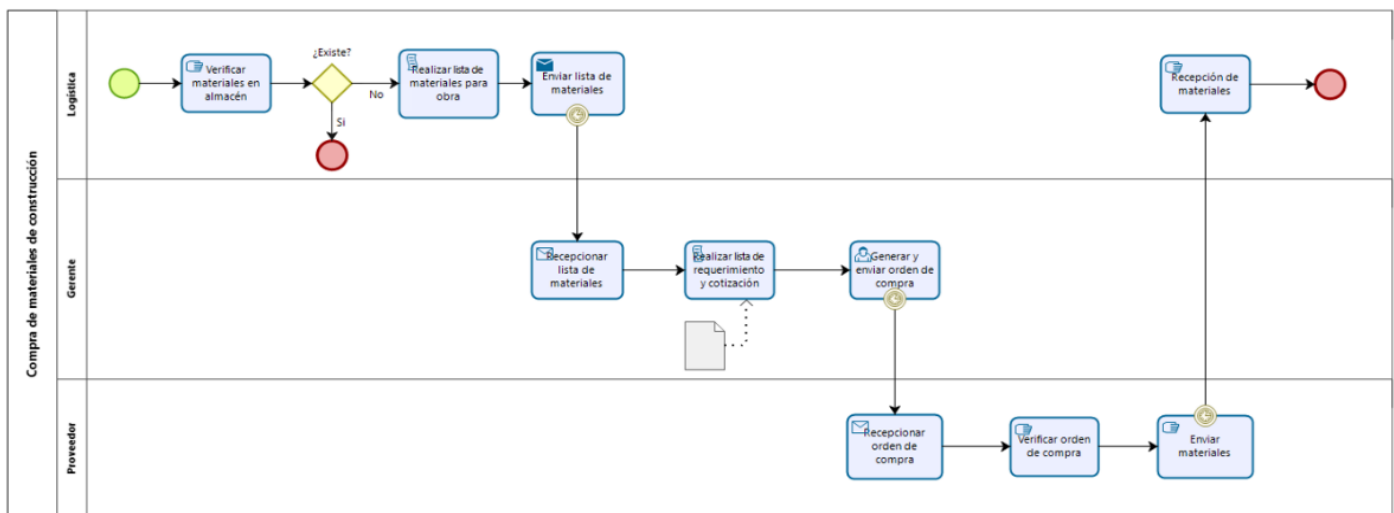 Compra de materiales de construcción
Logística
Verificar
materiales en
almacén
¿Existe?
No
Si
Realizar lista de
materiales para
obra
Enviar lista de
materiales
Recepción de
materiales
Gerente
Recepcionar
lista de
materiales
Realizar lista de
requerimiento
y cotización
Generar y
enviar orden de
compra
Proveedor
Recepcionar
orden de
compra
Verificar orden
de compra
Enviar
materiales